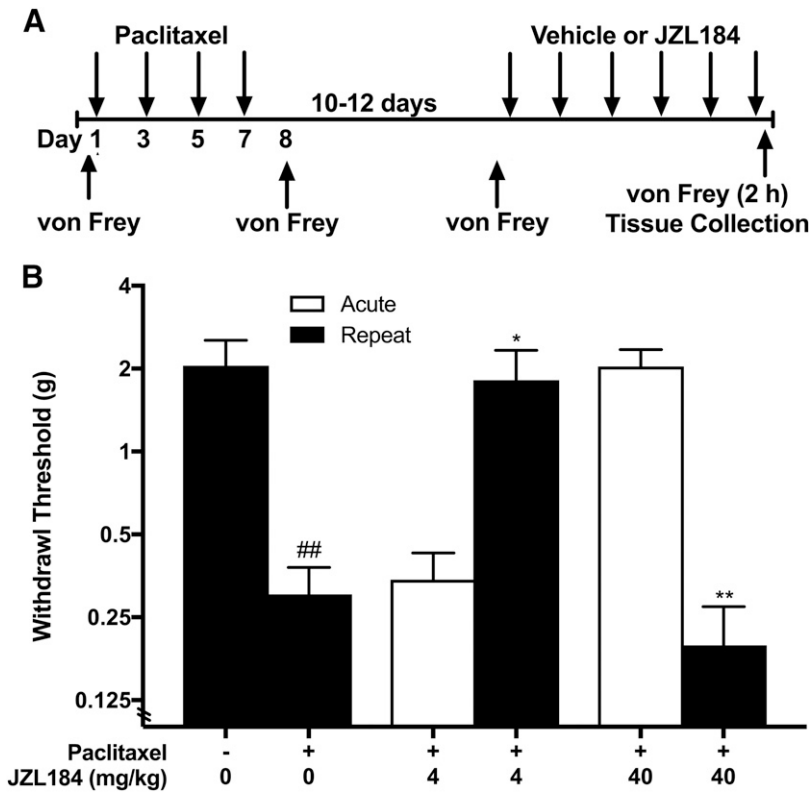 A
Paclitaxel
Vehicle or JZL184
10-12 days
Day 1 3 5 7 8
von Frey von Frey von Frey von Frey (2 h)
Tissue Collection
B
Acute
Repeat
Withdrawl Threshold (g)
4
2
1
0.5
0.25
0.125
##
*
**
Paclitaxel - + + + + +
JZL184 (mg/kg) 0 0 4 4 40 40